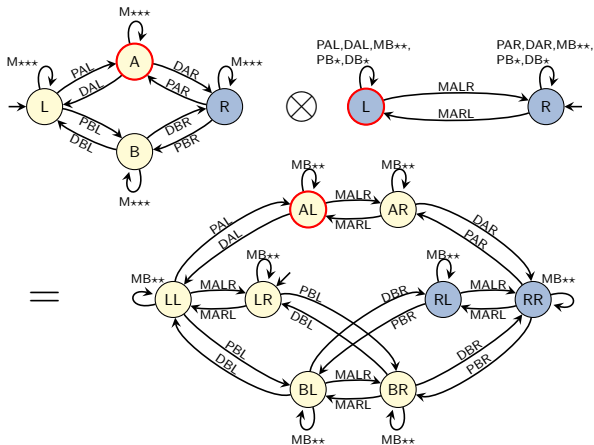 M⋆⋆⋆
PAL,DAL,MB⋆⋆,
PB⋆,DB⋆
PAR,DAR,MB⋆⋆,
PB⋆,DB⋆
M⋆⋆⋆
A
M⋆⋆⋆
PAL
DAL
DAR
PAR
L
R
⊗
L
MALR
MARL
R
PBL
DBL
DBR
PBR
B
M⋆⋆⋆
MB⋆⋆
MB⋆⋆
AL
MALR
MARL
AR
PAL
DAL
DAR
PAR
MB⋆⋆
MB⋆⋆
MB⋆⋆
MB⋆⋆
=
LL
MALR
MARL
LR
PBL
DBL
DBR
PBR
RL
MALR
MARL
RR
PBL
DBL
DBR
PBR
BL
MALR
MARL
BR
MB⋆⋆
MB⋆⋆